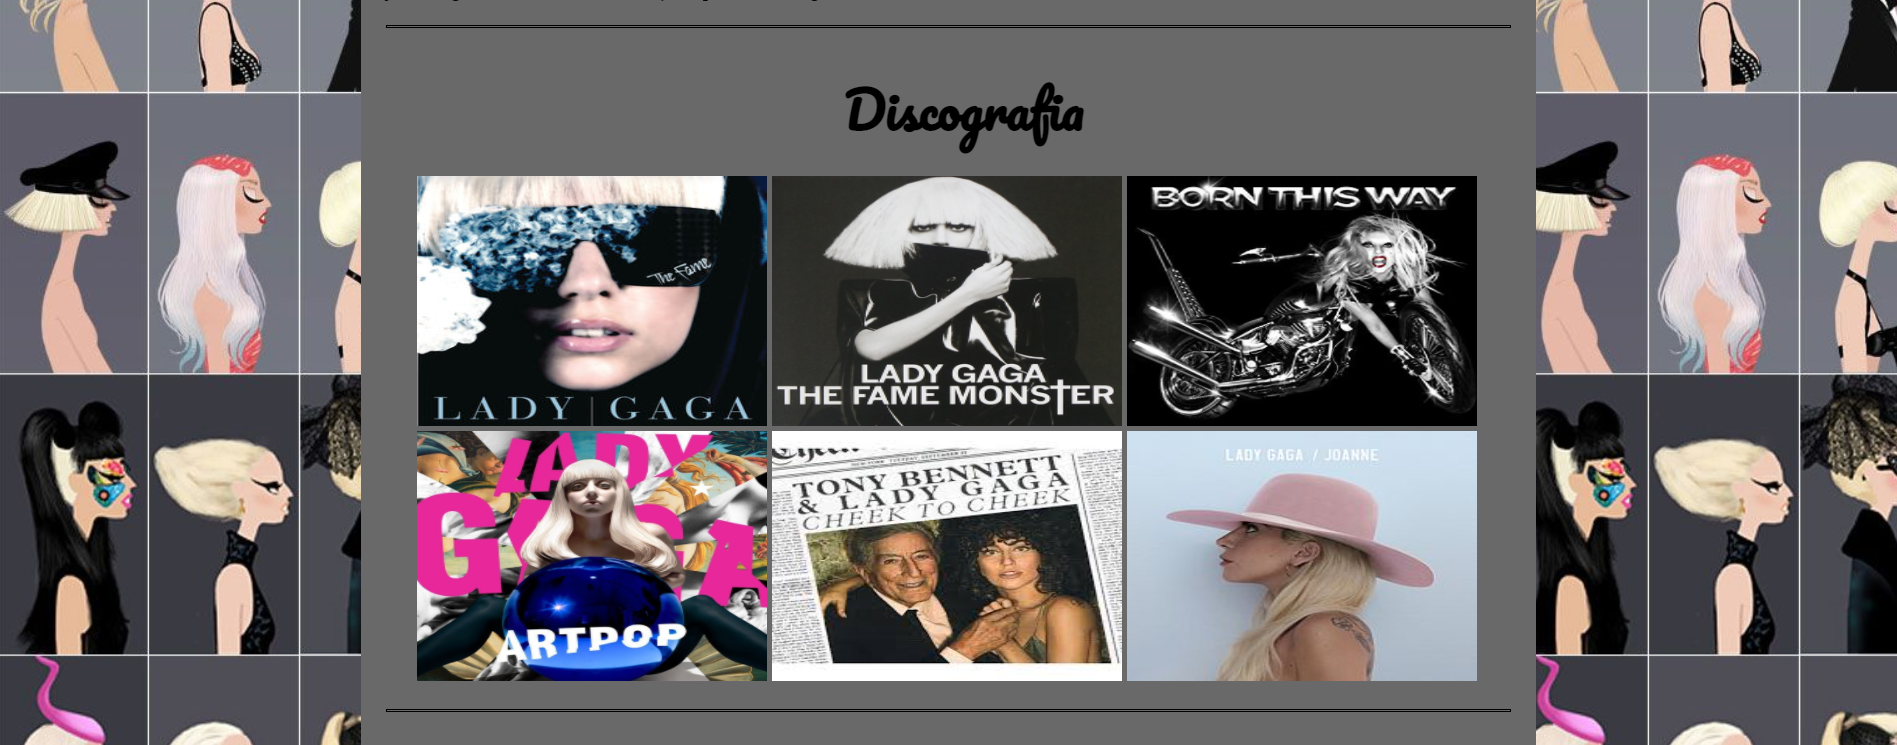 Discografia
The Fame
LADY | GAGA
LADY GAGA
THE FAME MONSTER
BORN THIS WAY
LADY
GAGA
ARTPOP
TONY BENNETT
& LADY GAGA
CHEEK TO CHEEK
LADY GAGA / JOANNE